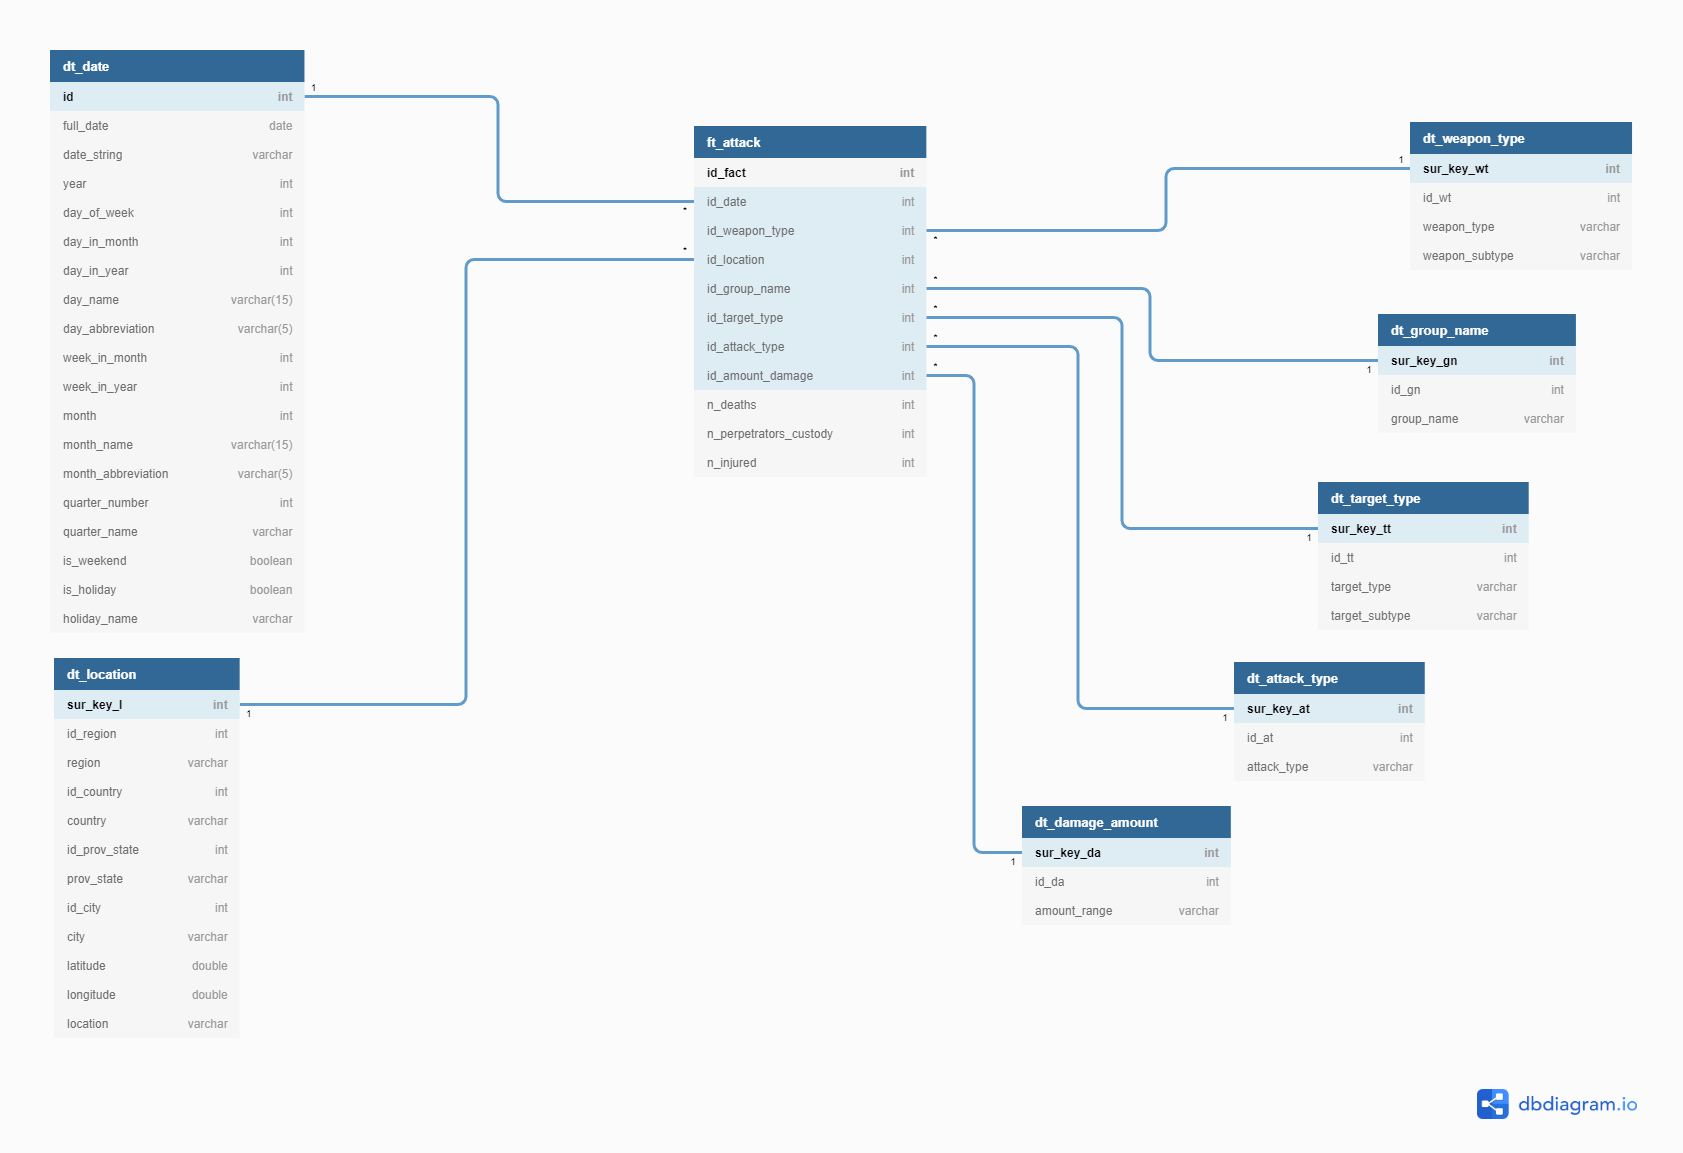 dt_date
id int
full_date date
date_string varchar
year int
day_of_week int
day_in_month int
day_in_year int
day_name varchar(15)
day_abbreviation varchar(5)
week_in_month int
week_in_year int
month int
month_name varchar(15)
month_abbreviation varchar(5)
quarter_number int
quarter_name varchar
is_weekend boolean
is_holiday boolean
holiday_name varchar
1
*
dt_location
sur_key_l int
id_region int
region varchar
id_country int
country varchar
id_prov_state int
prov_state varchar
id_city int
city varchar
latitude double
longitude double
location varchar
1
*
ft_attack
id_fact int
id_date int
id_weapon_type int
id_location int
id_group_name int
id_target_type int
id_attack_type int
id_amount_damage int
n_deaths int
n_perpetrators_custody int
n_injured int
*
*
*
*
*
1
dt_weapon_type
sur_key_wt int
id_wt int
weapon_type varchar
weapon_subtype varchar
1
dt_group_name
sur_key_gn int
id_gn int
group_name varchar
1
dt_target_type
sur_key_tt int
id_tt int
target_type varchar
target_subtype varchar
1
dt_attack_type
sur_key_at int
id_at int
attack_type varchar
1
dt_damage_amount
sur_key_da int
id_da int
amount_range varchar
dbdiagram.io